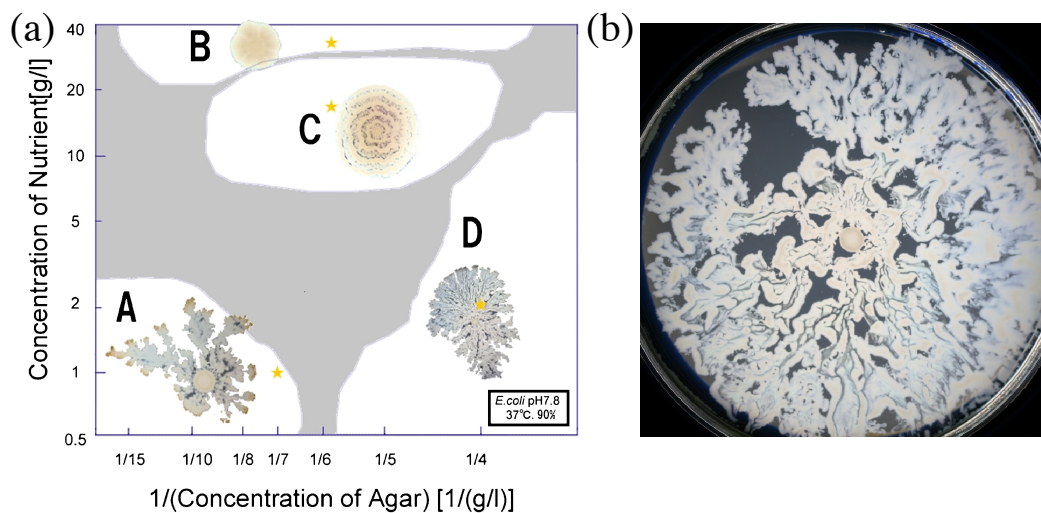 (a)
(b)
Concentration of Nutrient[g/l]
40
20
10
5
2
1
0.5
B
C
D
A
E.coli pH7.8
37°C. 90%
1/15
1/10
1/8
1/7
1/6
1/5
1/4
1/(Concentration of Agar) [1/(g/l)]